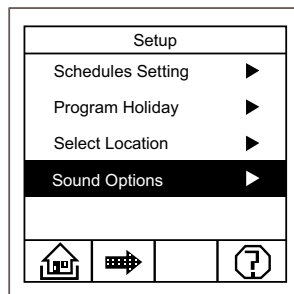 Setup
Schedules Setting
Program Holiday
Select Location
Sound Options
?